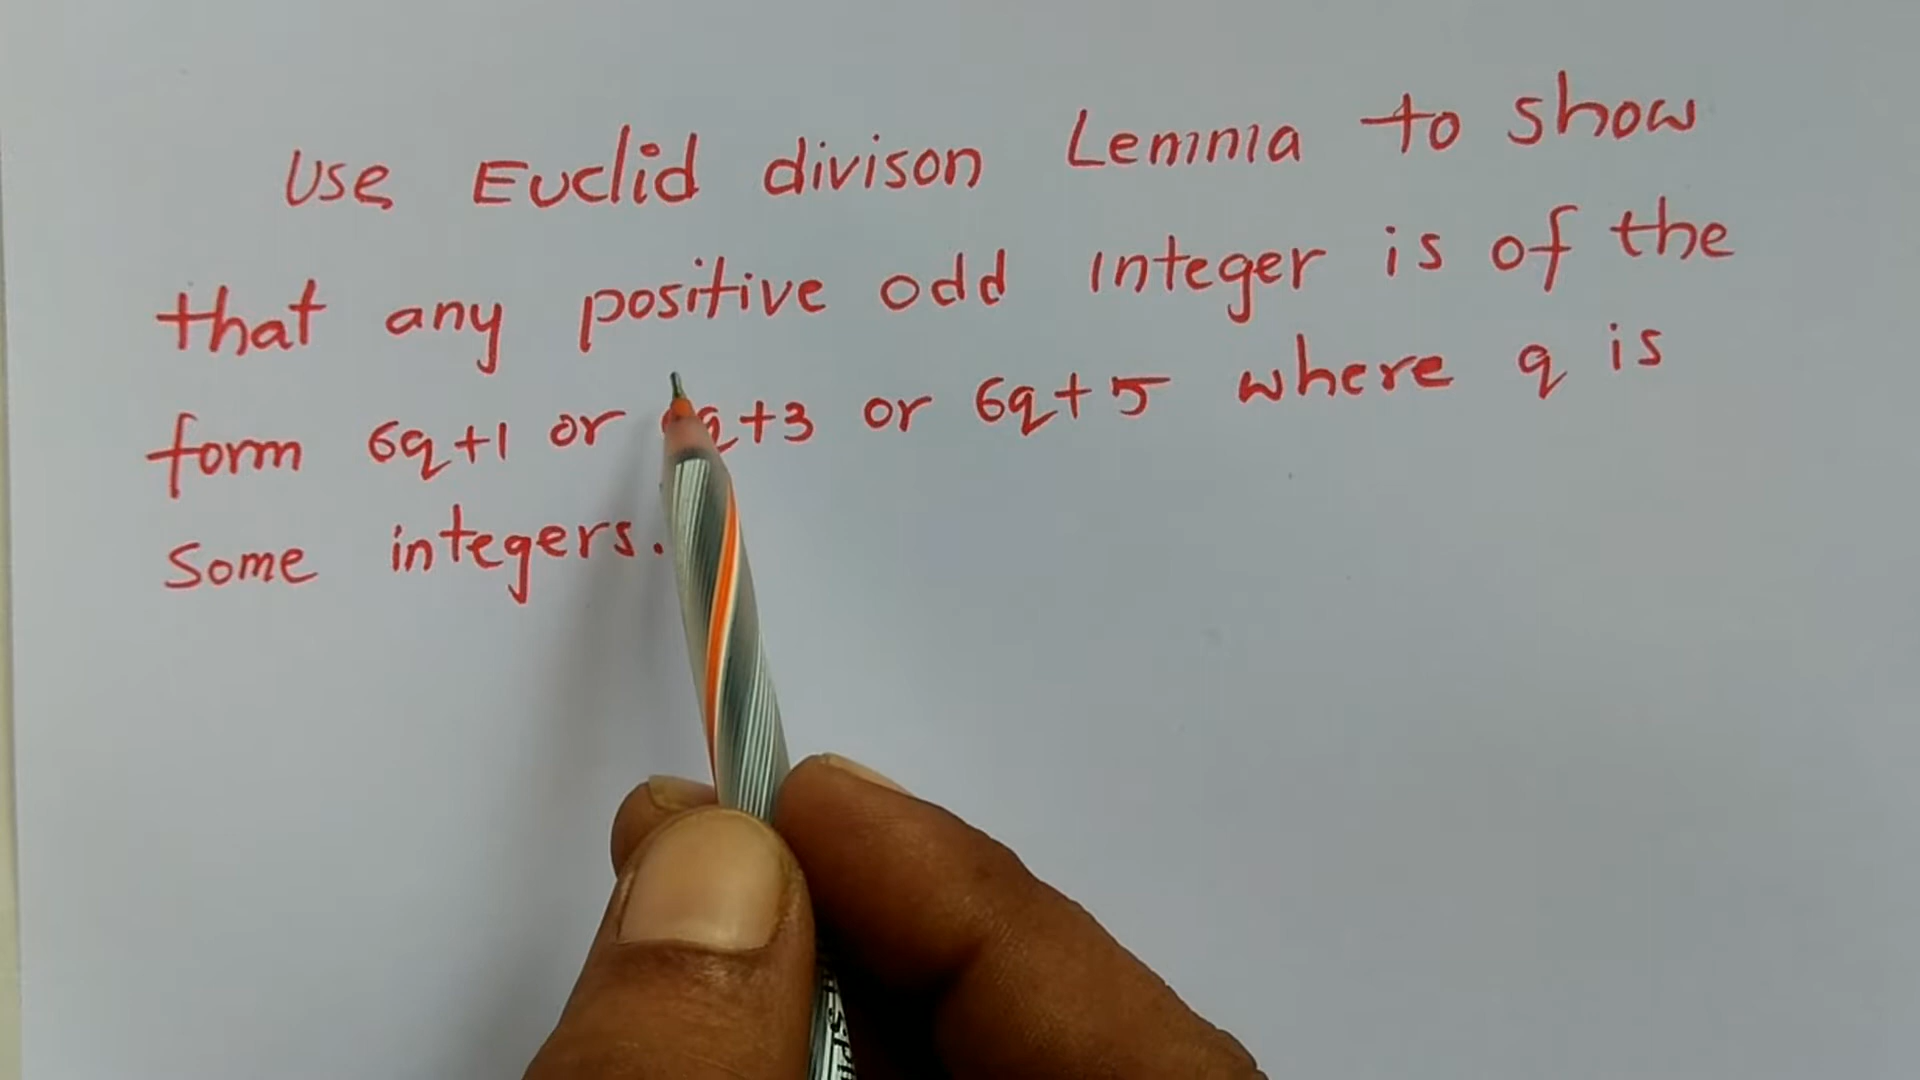 Use Euclid divison Lemma to show
that any positive odd integer is of the
form 6q+1 or q+3 or 6q+5 where q is
Some integers.